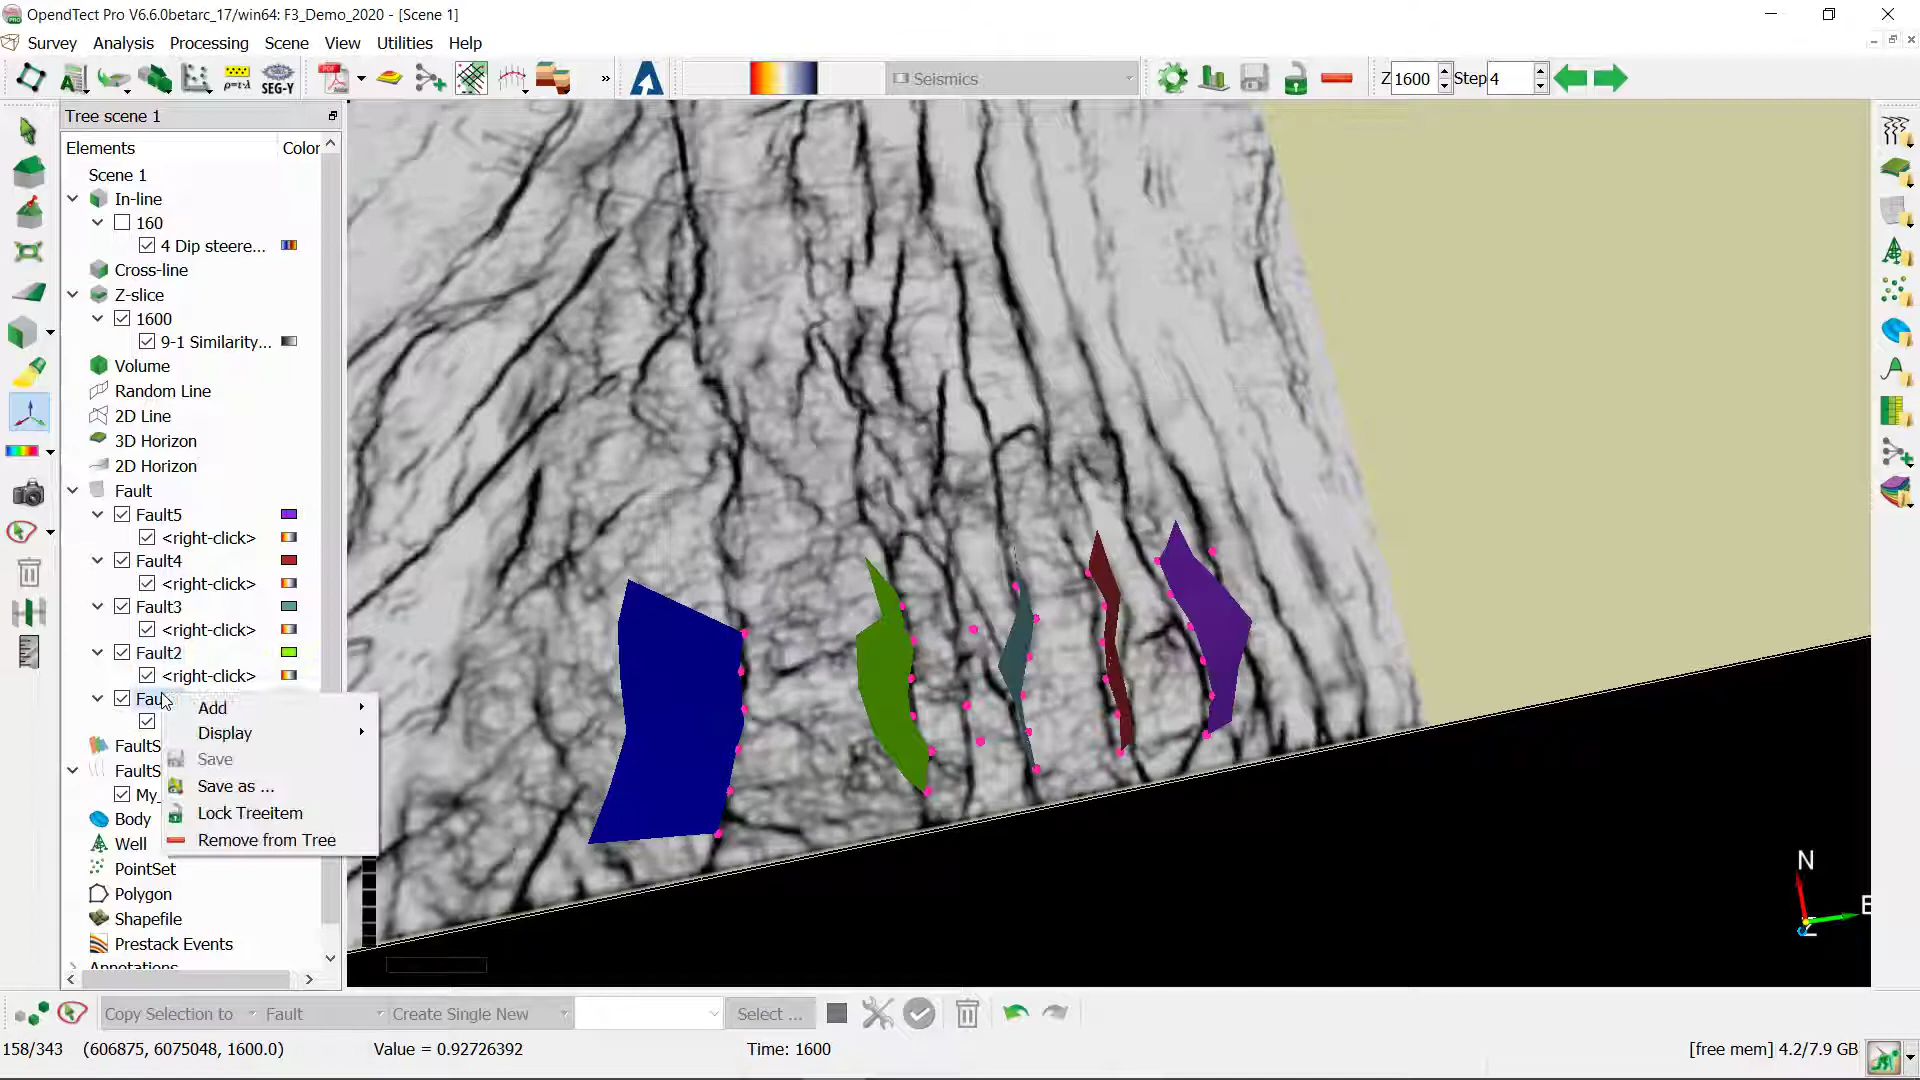 OpendTect Pro V6.6.0betarc_17/win64: F3_Demo_2020 - [Scene 1]
Survey Analysis Processing Scene View Utilities Help
SEG-Y » Seismics Z 1600 Step 4
Tree scene 1
Elements Color
Scene 1
In-line
160
4 Dip steere...
Cross-line
Z-slice
1600
9-1 Similarity...
Volume
Random Line
2D Line
3D Horizon
2D Horizon
Fault
Fault5
<right-click>
Fault4
<right-click>
Fault3
<right-click>
Fault2
<right-click>
Fau
Add
Display
FaultS
Save
FaultS
Save as ...
My_
Lock Treeitem
Body
Remove from Tree
Well
PointSet
Polygon
Shapefile
Prestack Events
Annotations
N
E
Z
Copy Selection to Fault Create Single New Select ...
158/343 (606875, 6075048, 1600.0) Value = 0.92726392 Time: 1600 [free mem] 4.2/7.9 GB